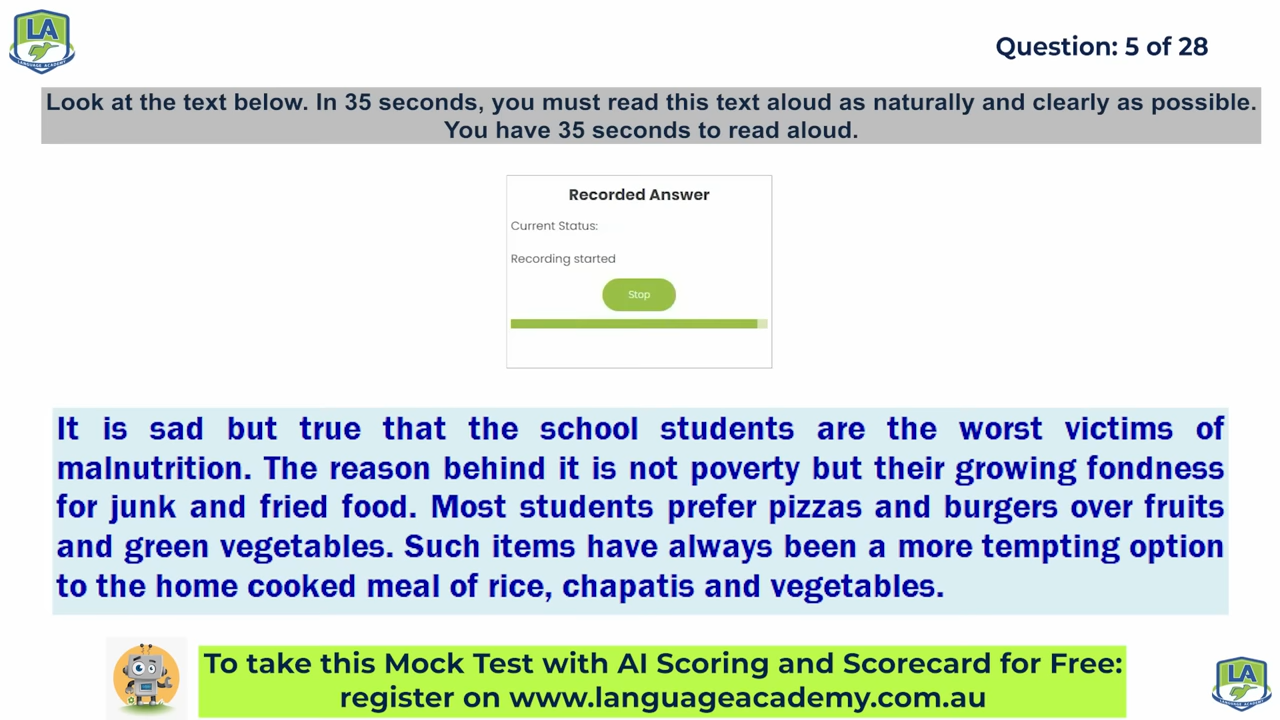 LA
LANGUAGE ACADEMY
Question: 5 of 28
Look at the text below. In 35 seconds, you must read this text aloud as naturally and clearly as possible.
You have 35 seconds to read aloud.
Recorded Answer
Current Status:
Recording started
Stop
It is sad but true that the school students are the worst victims of
malnutrition. The reason behind it is not poverty but their growing fondness
for junk and fried food. Most students prefer pizzas and burgers over fruits
and green vegetables. Such items have always been a more tempting option
to the home cooked meal of rice, chapatis and vegetables.
To take this Mock Test with AI Scoring and Scorecard for Free:
register on www.languageacademy.com.au
LA
LANGUAGE ACADEMY